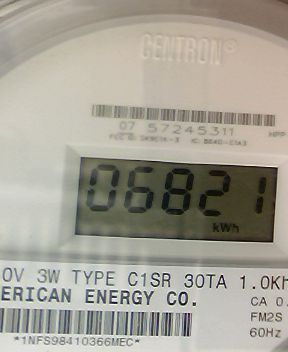 CENTRON®
07 57245311
06821
kWh
0V 3W TYPE C1SR 30TA 1.0Kh
ERICAN ENERGY CO.
CA 0.
FM2S
60Hz
*1NFS98410366MEC*